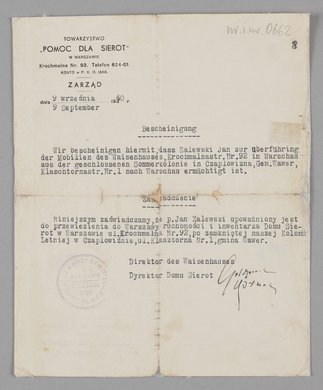 TOWARZYSTWO
"POMOC DLA SIEROT"
W WARSZAWIE
Krochmalna Nr. 92, Telefon 624-01
KONTO w P. K. O.
ZARZĄD
dnia 9 września 1940 r.
9 September
Bescheinigung
Wir bescheinigen hiermit, dass Zalewski Jan zur überführung
der Mobilien des Waisenhauses, Krochmalnastr, Nr. 92 in Warschau
aus der geschlossenen Sommerkolonie in Czaplowizna, Gem. Wawer,
Klaschtornastr, Nr. 1 nach Warschau ermächtigt ist.
Zaświadczenie
Niniejszym zaświadczamy, że p. Jan Zalewski upoważniony jest
do przewiezienia do Warszawy ruchomości i inwentarza Domu Sie-
rot w Warszawie ul. Krochmalna Nr. 92, po zamkniętej naszej Kolonii
Letniej w Czaplowiźnie, ul. Klasztorna Nr. 1, gmina Wawer.
Direktor des Waisenhauses
Dyrektor Domu Sierot